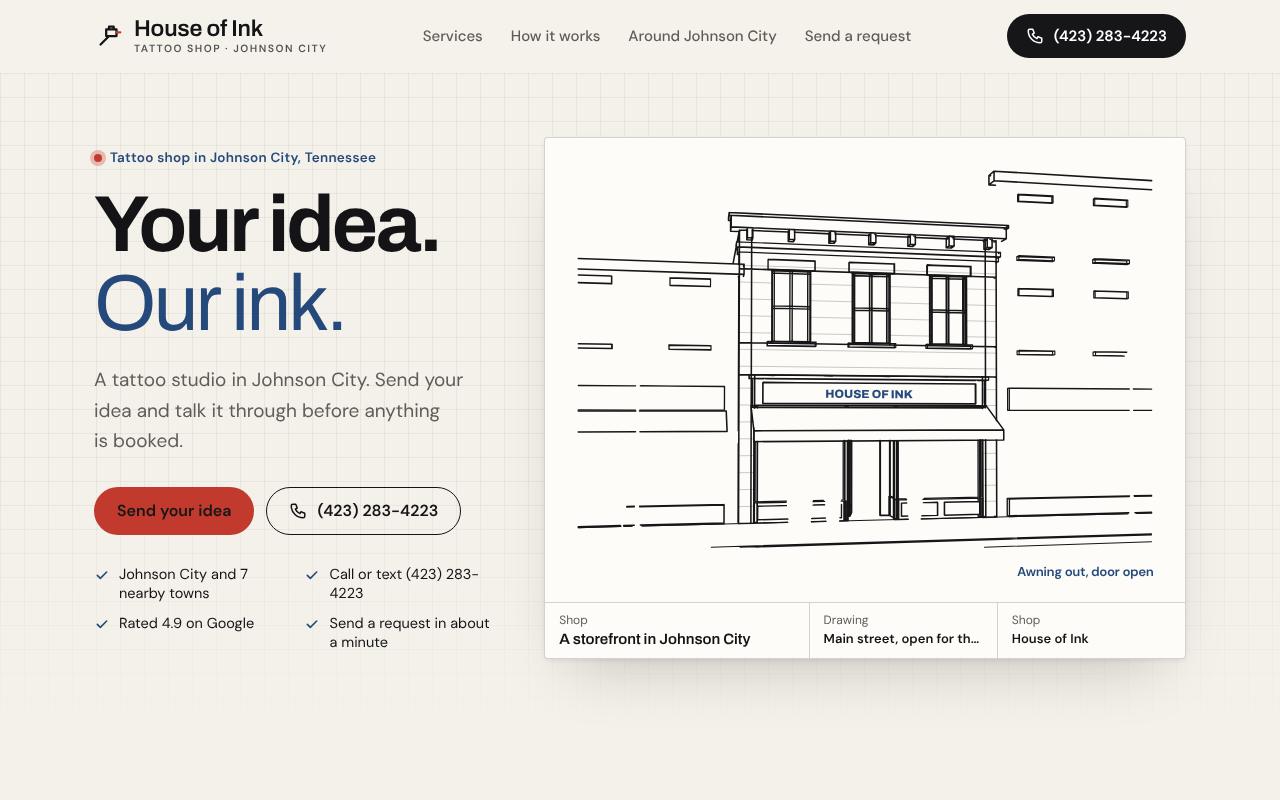 House of Ink
TATTOO SHOP · JOHNSON CITY
Services
How it works
Around Johnson City
Send a request
(423) 283-4223
Tattoo shop in Johnson City, Tennessee
Your idea.
Our ink.
A tattoo studio in Johnson City. Send your
idea and talk it through before anything
is booked.
Send your idea
(423) 283-4223
Johnson City and 7
nearby towns
Call or text (423) 283-
4223
Rated 4.9 on Google
Send a request in about
a minute
HOUSE OF INK
Awning out, door open
Shop
A storefront in Johnson City
Drawing
Main street, open for th...
Shop
House of Ink